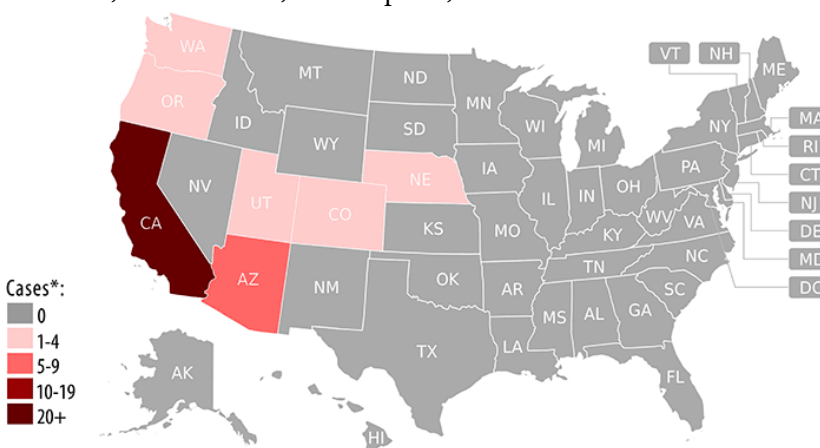 WA
MT
ND
MN
VT
NH
ME
OR
ID
SD
WI
NY
MA
WY
MI
RI
NV
UT
CO
NE
IA
PA
CT
CA
IL
IN
OH
NJ
KS
MO
WV
VA
DE
KY
MD
AZ
NM
OK
TN
NC
DC
AR
SC
MS
AL
GA
TX
LA
FL
AK
HI
Cases*:
0
1-4
5-9
10-19
20+